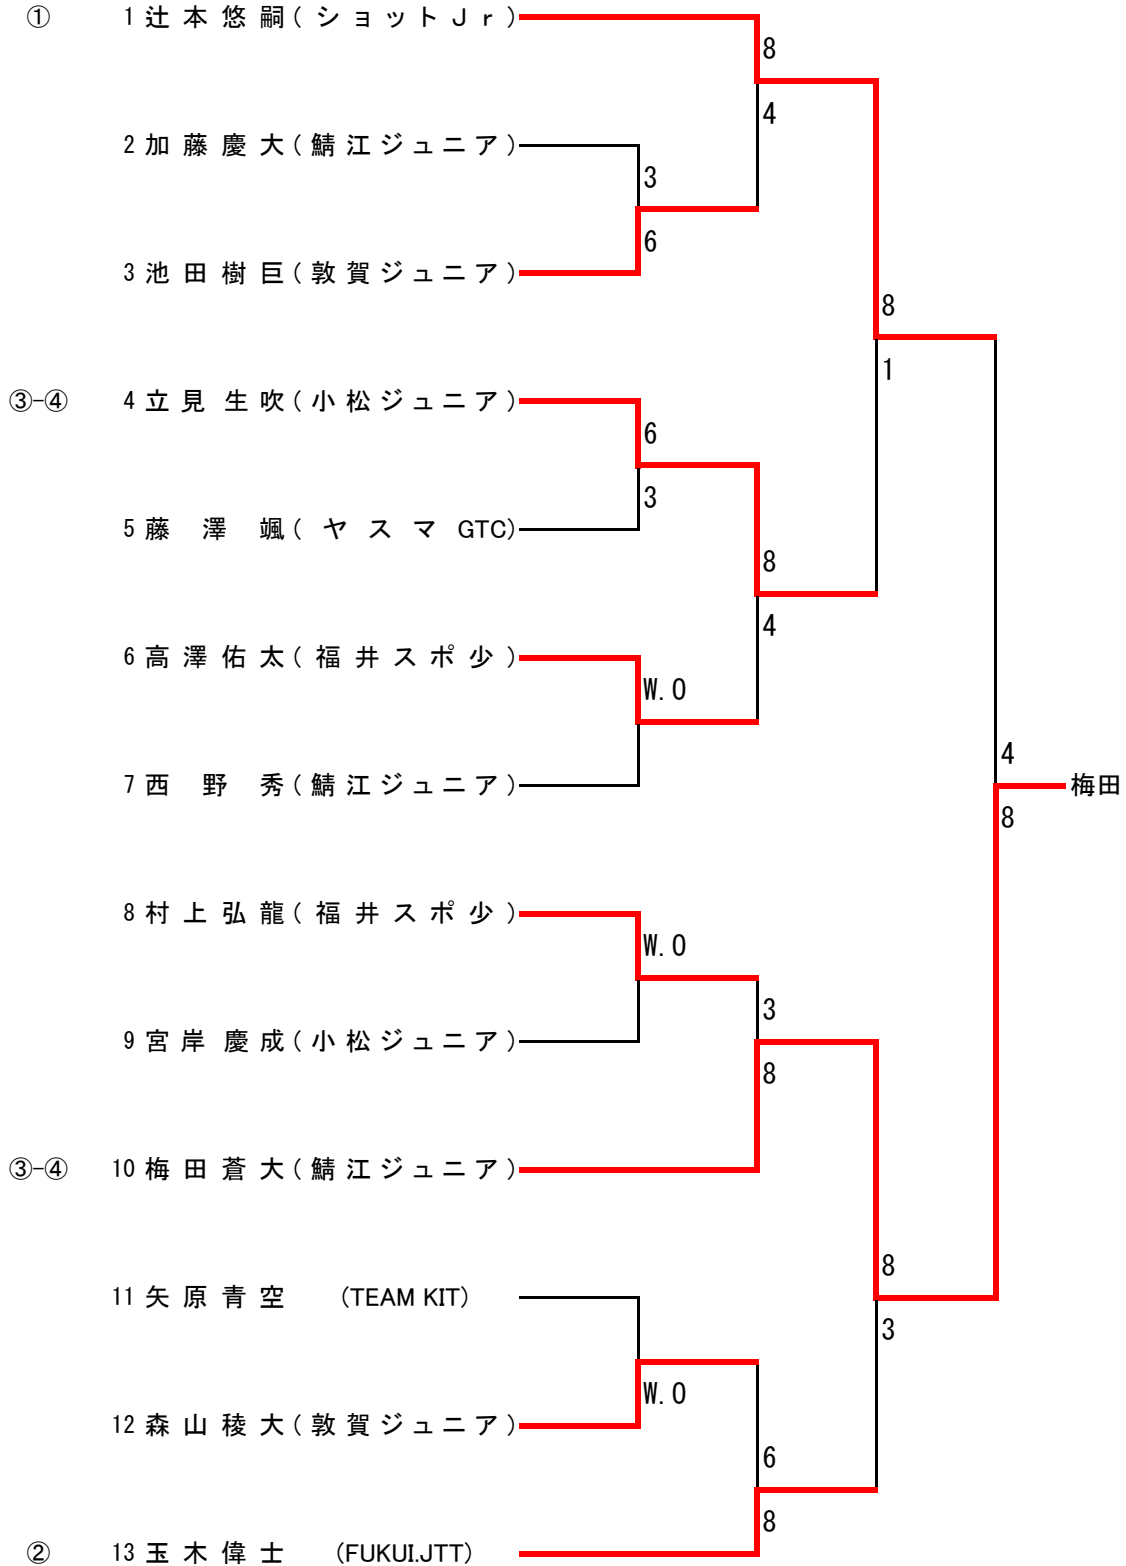 ① 1 辻本悠嗣(ショットJr)
8
4
2 加藤慶大(鯖江ジュニア)
3
6
3 池田樹巨(敦賀ジュニア)
8
1
③-④ 4 立見生吹(小松ジュニア)
6
3
5 藤澤颯(ヤスマGTC)
8
4
6 高澤佑太(福井スポ少)
W.O
7 西野秀(鯖江ジュニア)
4
梅田
8
8 村上弘龍(福井スポ少)
W.O
3
9 宮岸慶成(小松ジュニア)
8
③-④ 10 梅田蒼大(鯖江ジュニア)
8
11 矢原青空 (TEAM KIT)
3
W.O
12 森山稜大(敦賀ジュニア)
6
8
② 13 玉木偉士 (FUKUI.JTT)